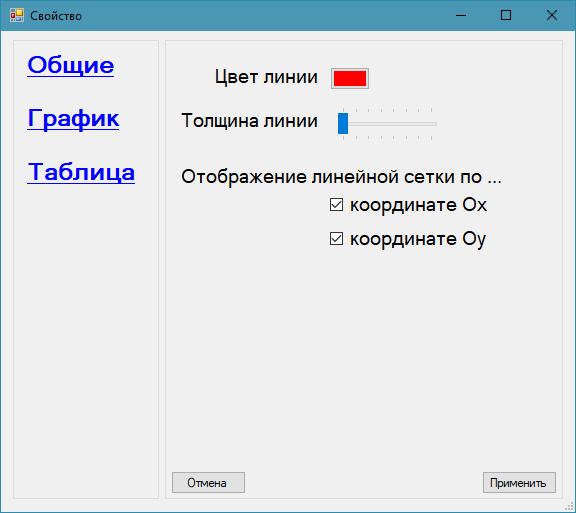 Свойство
Общие
График
Таблица
Цвет линии
Толщина линии
Отображение линейной сетки по ...
координате Ox
координате Oy
Отмена
Применить